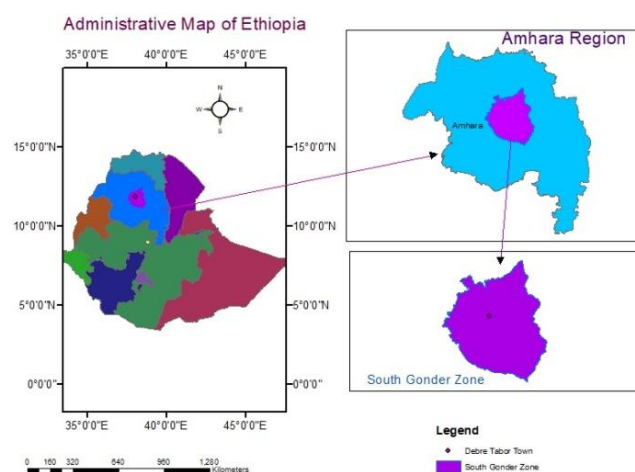 Administrative Map of Ethiopia
35°0'0"E 40°0'0"E 45°0'0"E
N
W E
S
15°0'0"N 15°0'0"N
10°0'0"N 10°0'0"N
5°0'0"N 5°0'0"N
0°0'0" 0°0'0"
35°0'0"E 40°0'0"E 45°0'0"E
0 160 320 640 960 1,280
Kilometers
Amhara Region
Amhara
South Gonder Zone
Legend
Debre Tabor Town
South Gonder Zone